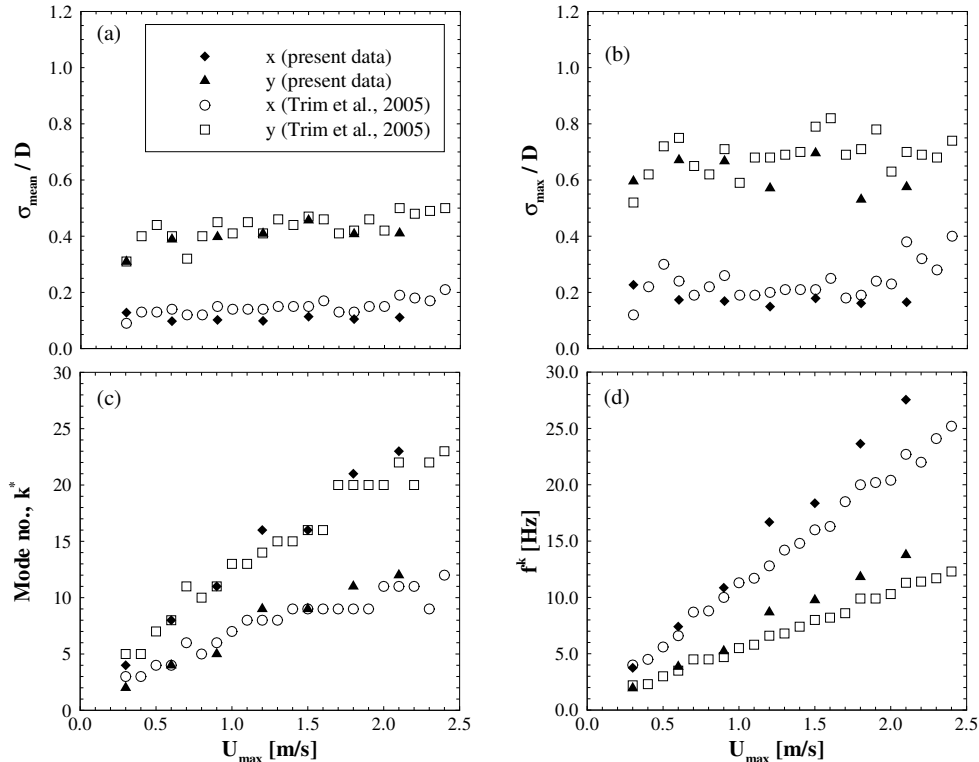 (a)
x (present data)
y (present data)
x (Trim et al., 2005)
y (Trim et al., 2005)
σmean / D
1.2
1.0
0.8
0.6
0.4
0.2
0.0
(b)
σmax / D
1.2
1.0
0.8
0.6
0.4
0.2
0.0
(c)
Mode no., k*
30
25
20
15
10
5
0
0.0 0.5 1.0 1.5 2.0 2.5
Umax [m/s]
(d)
fk [Hz]
30.0
25.0
20.0
15.0
10.0
5.0
0.0
0.0 0.5 1.0 1.5 2.0 2.5
Umax [m/s]